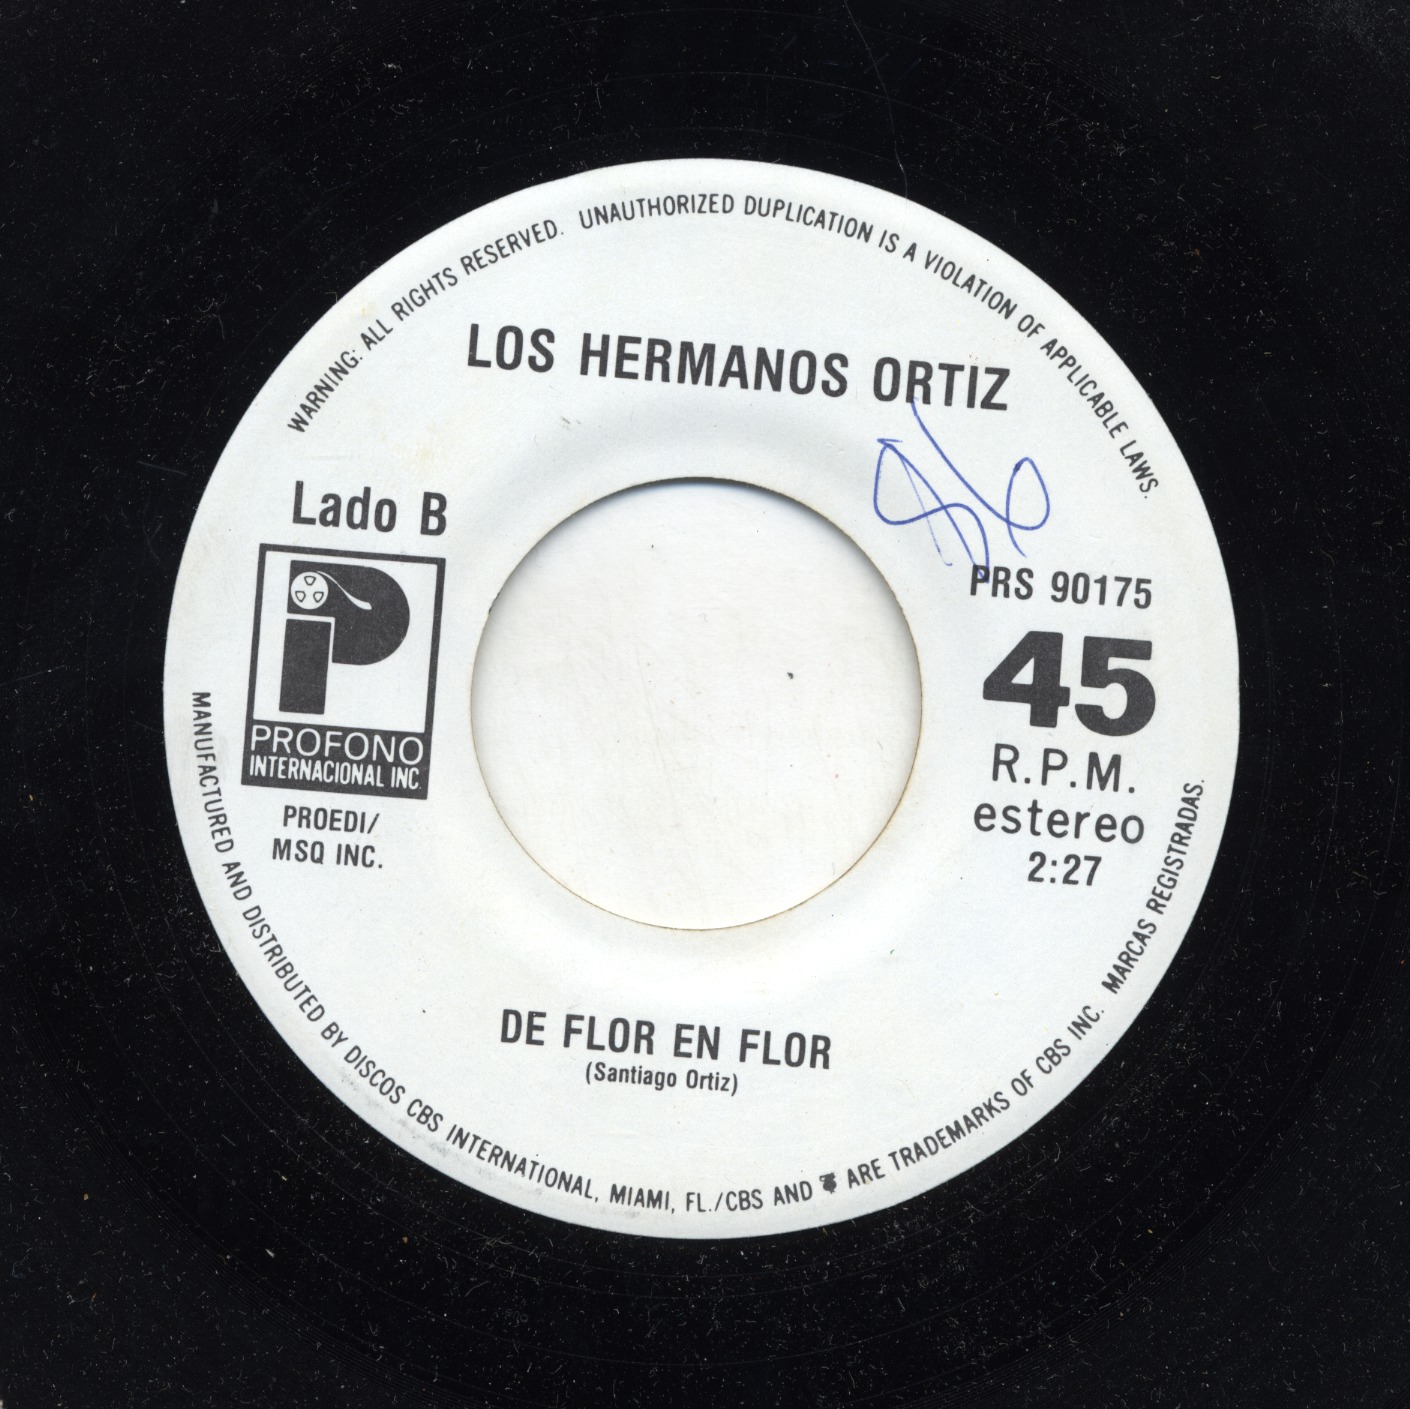 WARNING: ALL RIGHTS RESERVED. UNAUTHORIZED DUPLICATION IS A VIOLATION OF APPLICABLE LAWS.
LOS HERMANOS ORTIZ
Lado B
PROFONO
INTERNACIONAL INC.
PROEDI/
MSQ INC.
PRS 90175
45
R.P.M.
estereo
2:27
DE FLOR EN FLOR
(Santiago Ortiz)
MANUFACTURED AND DISTRIBUTED BY DISCOS CBS INTERNATIONAL, MIAMI, FL./CBS AND ARE TRADEMARKS OF CBS INC. MARCAS REGISTRADAS.